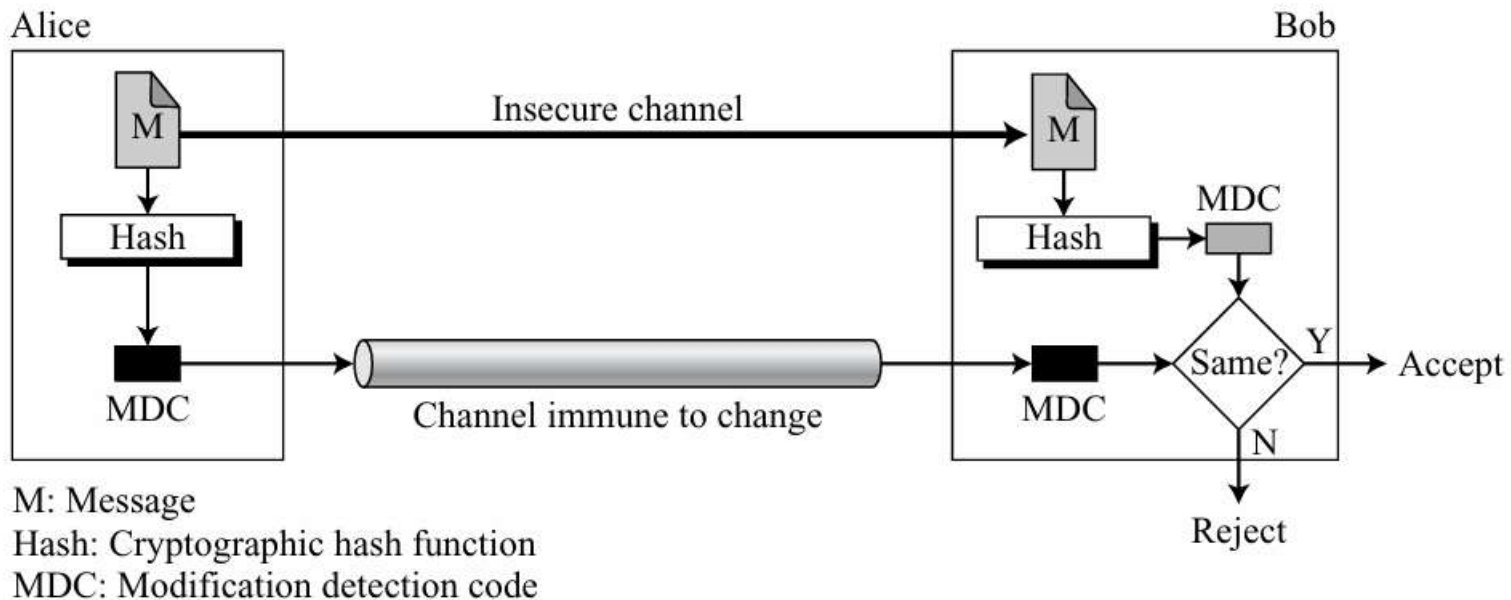 Alice
Bob
Insecure channel
M
M
MDC
Hash
Hash
Same?
Y
Accept
MDC
Channel immune to change
MDC
N
Reject
M: Message
Hash: Cryptographic hash function
MDC: Modification detection code